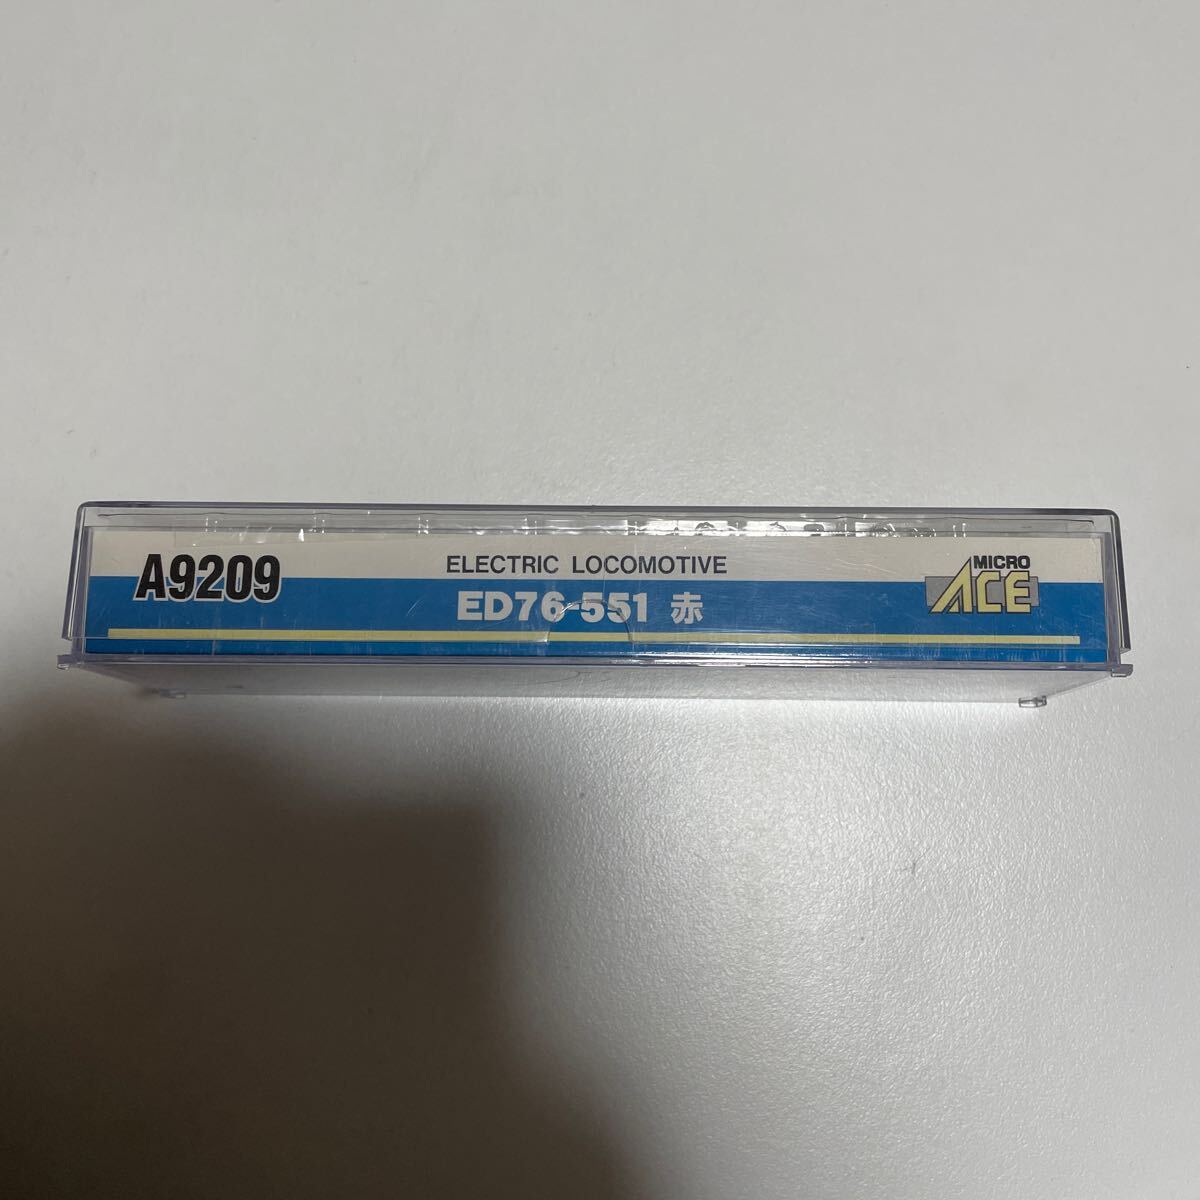 A9209
ELECTRIC LOCOMOTIVE
ED76-551 赤
MICRO
ACE